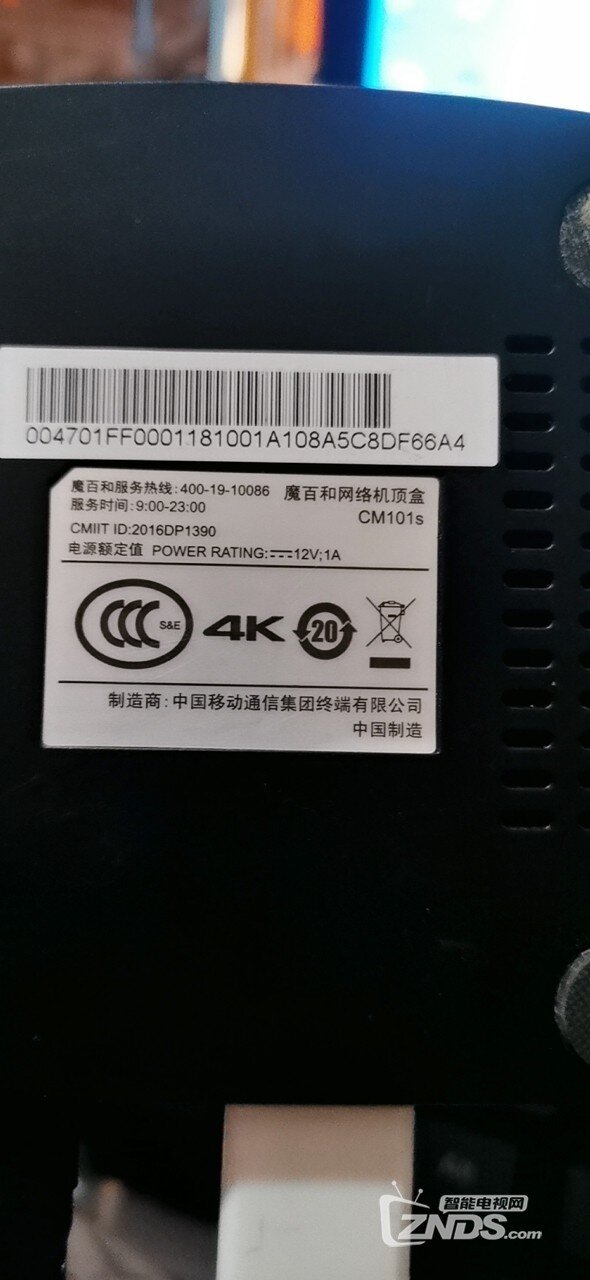 004701FF0001181001A108A5C8DF66A4
魔百和服务热线:400-19-10086 魔百和网络机顶盒
服务时间:9:00-23:00 CM101s
CMIIT ID:2016DP1390
电源额定值 POWER RATING:⎓12V;1A
CCC S&E 4K 20
制造商:中国移动通信集团终端有限公司
中国制造
智能电视网
ZNDS.com